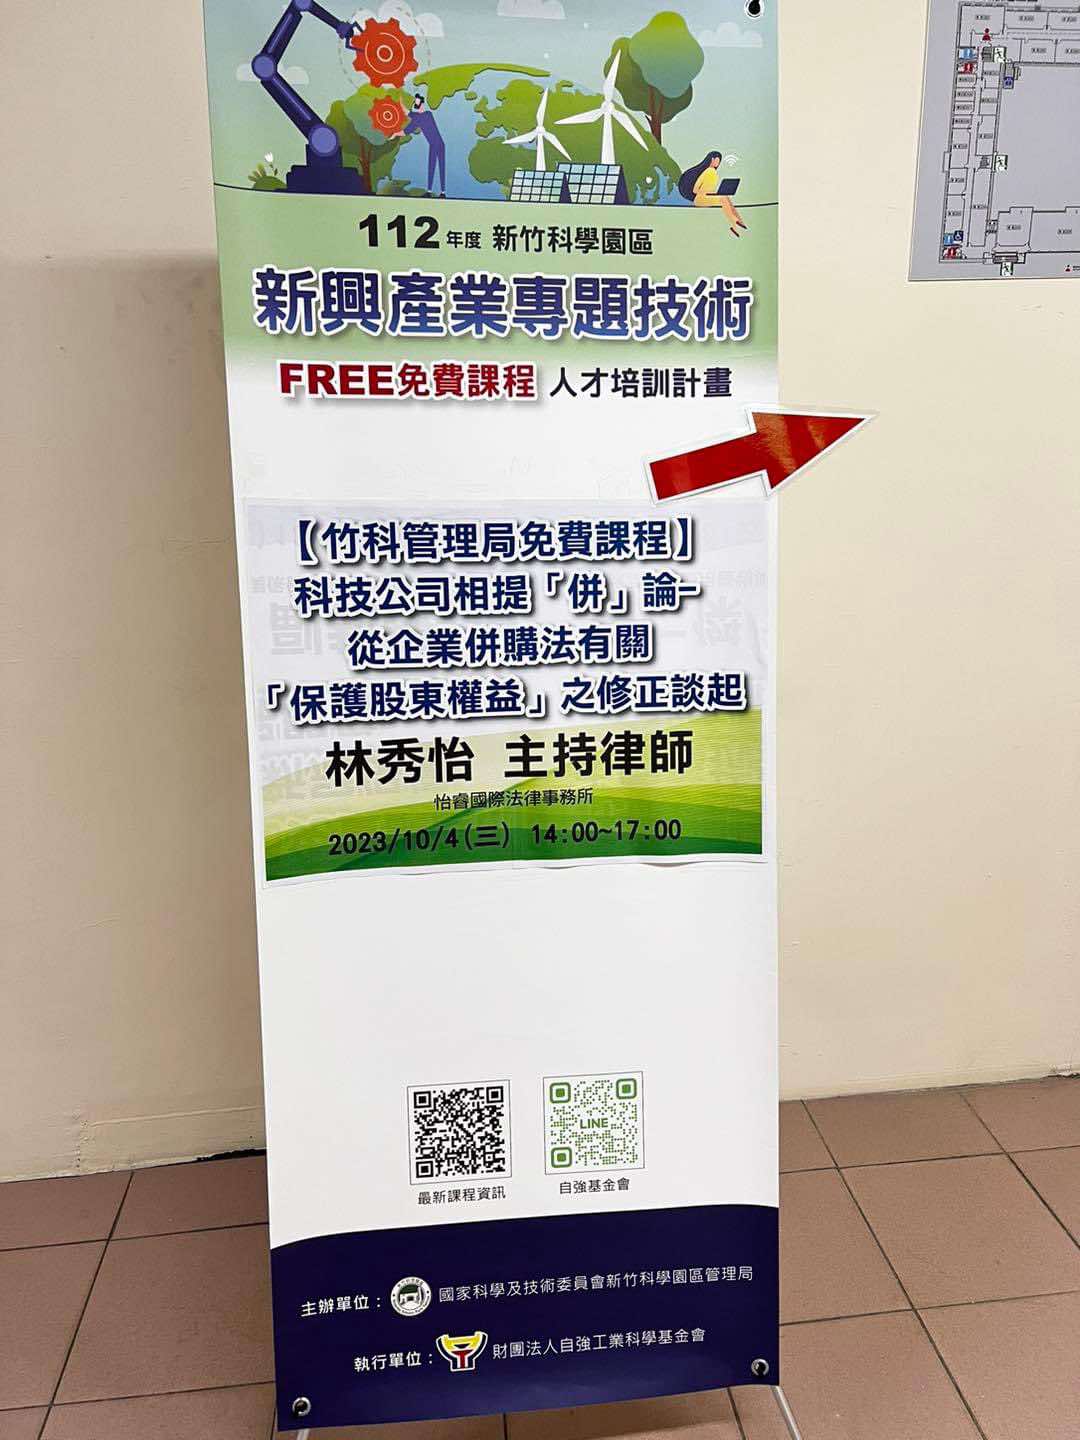 112年度 新竹科學園區
新興產業專題技術
FREE免費課程 人才培訓計畫
【竹科管理局免費課程】
科技公司相提「併」論-
從企業併購法有關
「保護股東權益」之修正談起
林秀怡 主持律師
怡睿國際法律事務所
2023/10/4(三) 14:00~17:00
LINE
最新課程資訊
自強基金會
主辦單位：國家科學及技術委員會新竹科學園區管理局
執行單位：財團法人自強工業科學基金會